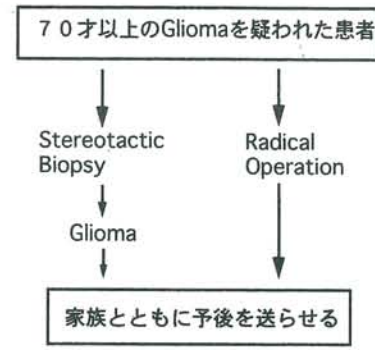 ７０才以上のGliomaを疑われた患者
Stereotactic
Biopsy
Radical
Operation
Glioma
家族とともに予後を送らせる